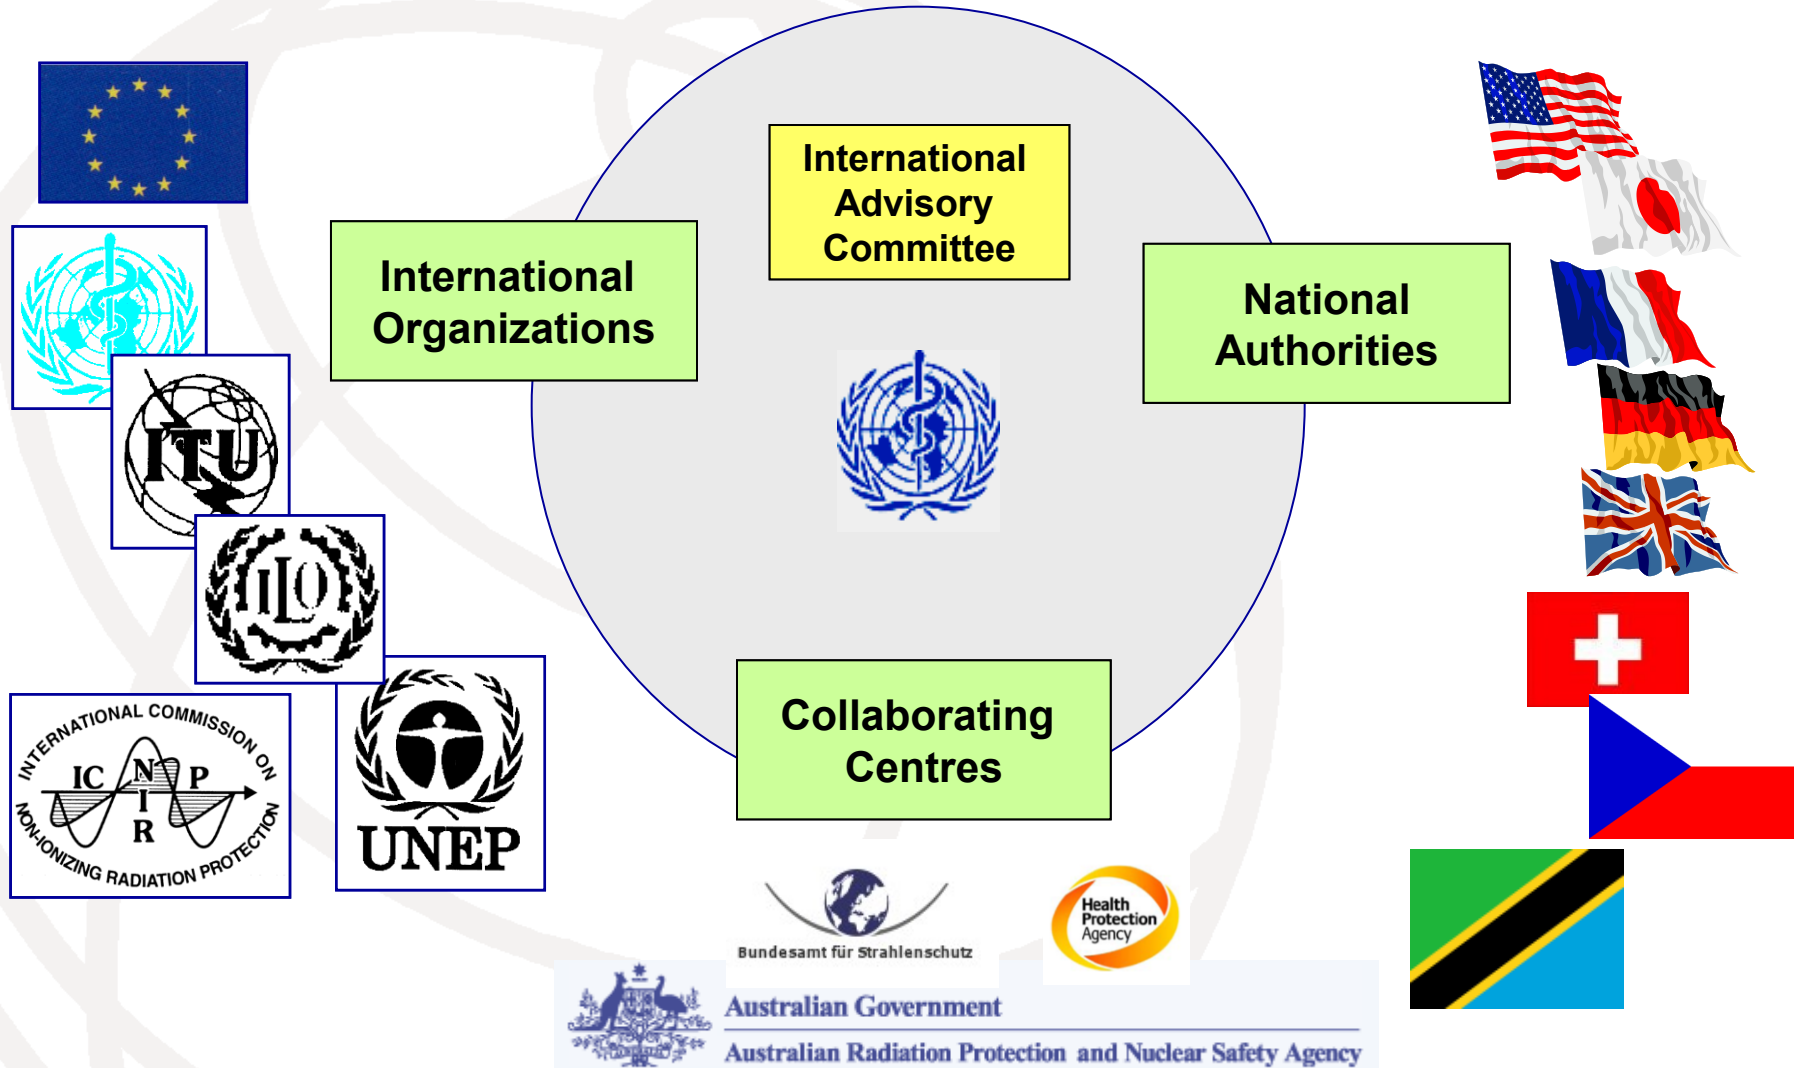 International
Advisory
Committee
International
Organizations
National
Authorities
ITU
ILO
INTERNATIONAL COMMISSION ON
IC N P
I
R
NON-IONIZING RADIATION PROTECTION
UNEP
Collaborating
Centres
Bundesamt für Strahlenschutz
Health
Protection
Agency
Australian Government
Australian Radiation Protection and Nuclear Safety Agency